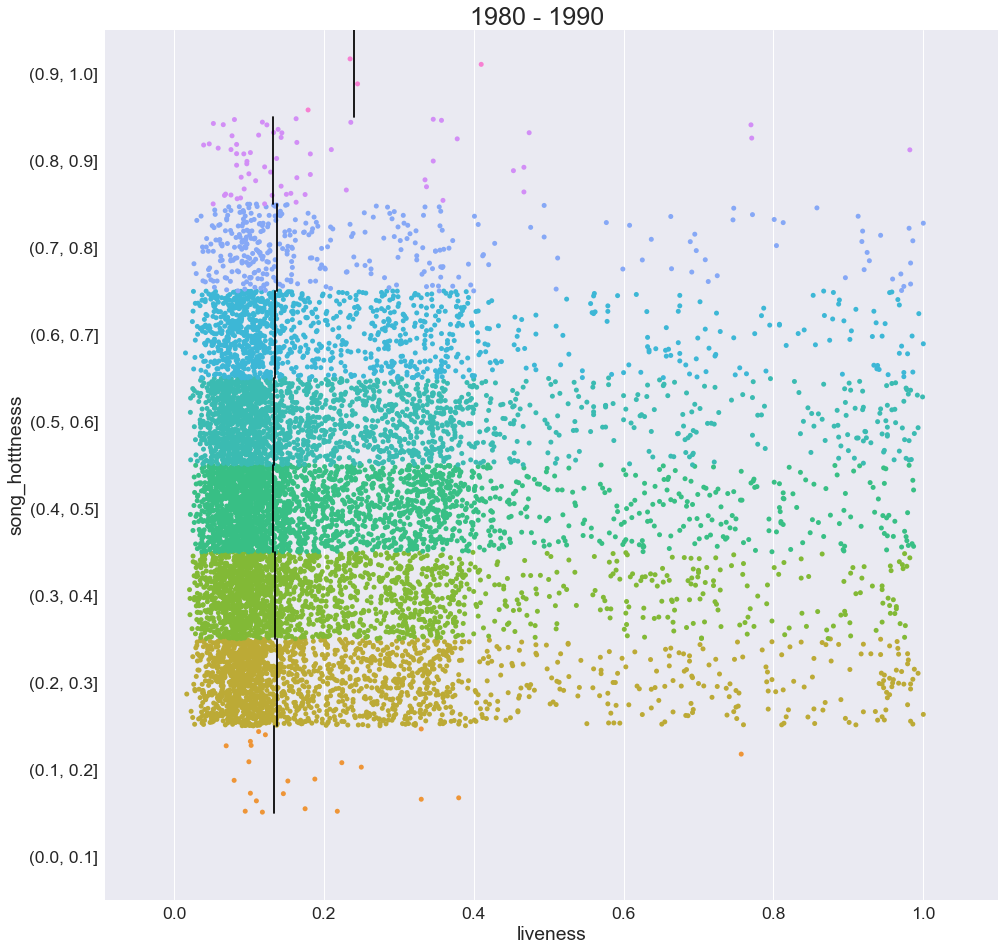 1980 - 1990
song_hotttnesss
(0.9, 1.0]
(0.8, 0.9]
(0.7, 0.8]
(0.6, 0.7]
(0.5, 0.6]
(0.4, 0.5]
(0.3, 0.4]
(0.2, 0.3]
(0.1, 0.2]
(0.0, 0.1]
0.0 0.2 0.4 0.6 0.8 1.0
liveness